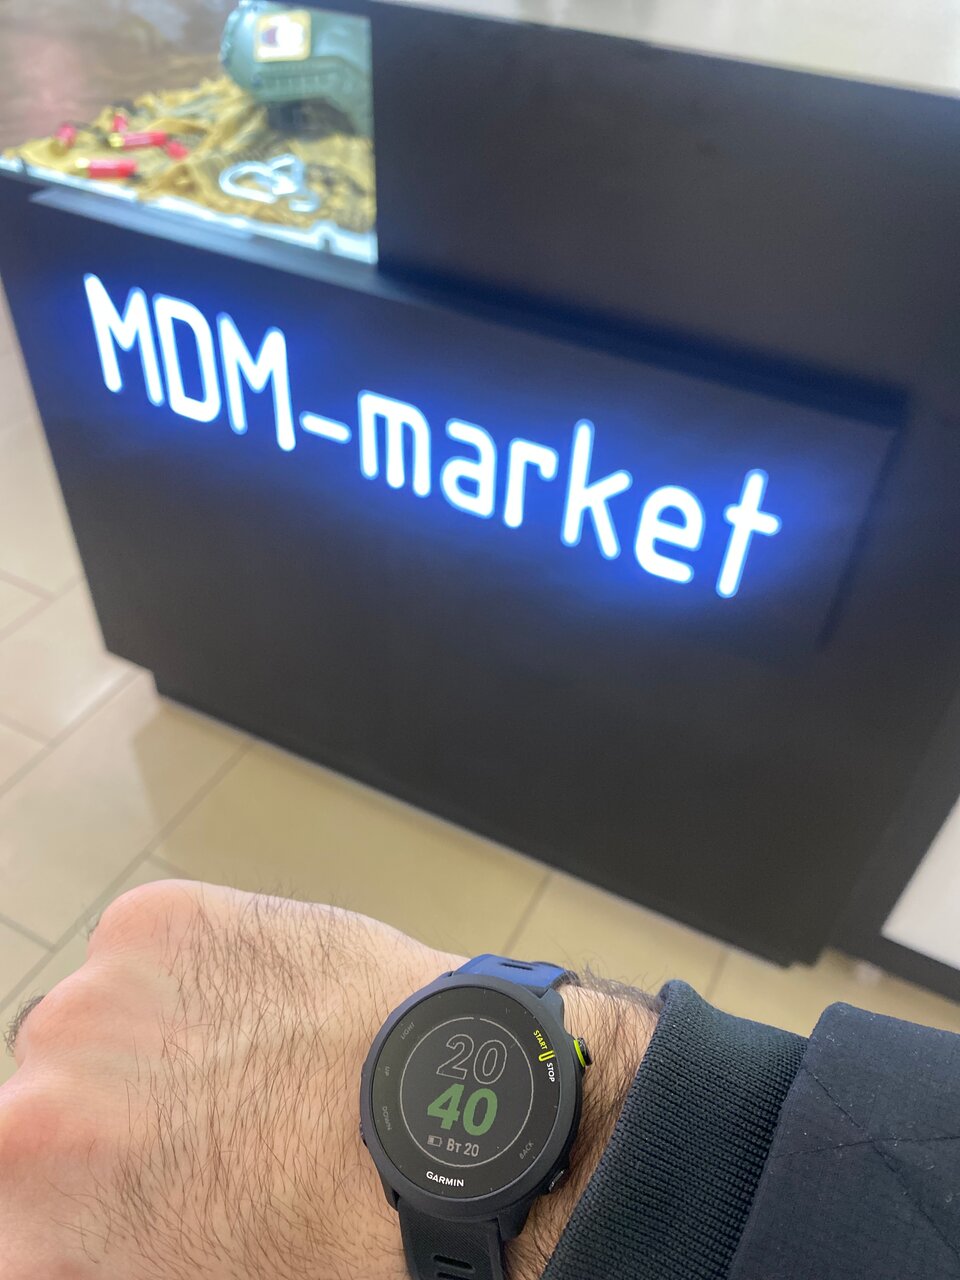 MDM-market
LIGHT
START
STOP
UP
20
40
DOWN
Вт 20
BACK
GARMIN